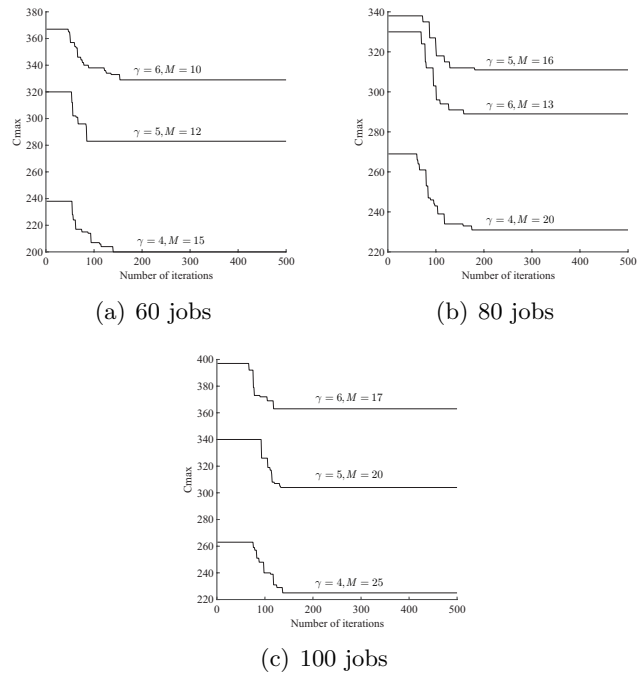 380
360
340
320
300
280
260
240
220
200
Cmax
γ = 6, M = 10
γ = 5, M = 12
γ = 4, M = 15
0 100 200 300 400 500
Number of iterations
(a) 60 jobs
340
320
300
280
260
240
220
Cmax
γ = 5, M = 16
γ = 6, M = 13
γ = 4, M = 20
0 100 200 300 400 500
Number of iterations
(b) 80 jobs
400
380
360
340
320
300
280
260
240
220
Cmax
γ = 6, M = 17
γ = 5, M = 20
γ = 4, M = 25
0 100 200 300 400 500
Number of iterations
(c) 100 jobs